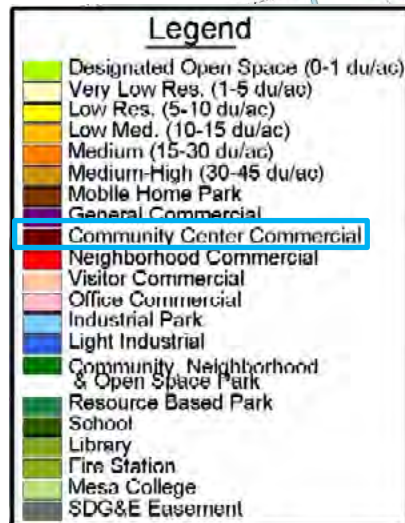 Legend
Designated Open Space (0-1 du/ac)
Very Low Res. (1-5 du/ac)
Low Res. (5-10 du/ac)
Low Med. (10-15 du/ac)
Medium (15-30 du/ac)
Medium-High (30-45 du/ac)
Mobile Home Park
General Commercial
Community Center Commercial
Neighborhood Commercial
Visitor Commercial
Office Commercial
Industrial Park
Light Industrial
Community, Neighborhood
& Open Space Park
Resource Based Park
School
Library
Fire Station
Mesa College
SDG&E Easement